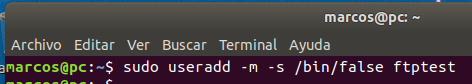 marcos@pc: ~
Archivo Editar Ver Buscar Terminal Ayuda
marcos@pc:~$ sudo useradd -m -s /bin/false ftptest